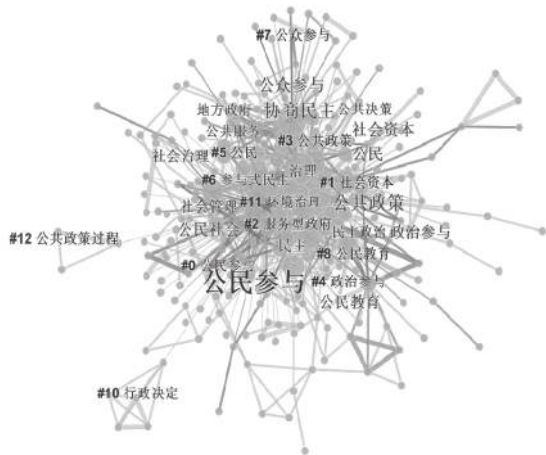 #7 公众参与
公众参与
地方政府 协商民主 公共决策
公共服务 #3 公共政策 社会资本
社会治理 #5 公民 公民
治理
#6 参与式民主 #1 社会资本
社会管理 #11 环境治理 公共政策
公民社会 #2 服务型政府 民主政治 政治参与
#12 公共政策过程 民主 #8 公民教育
#0 公民参与
公民参与 #4 政治参与
公民教育
#10 行政决定